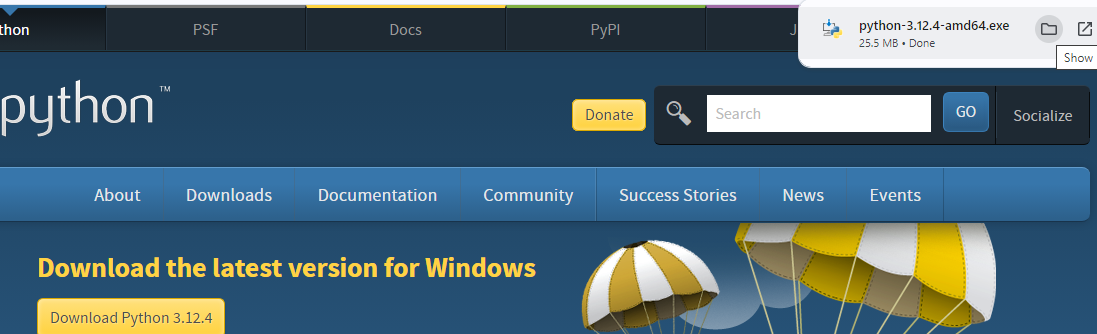 thon
PSF
Docs
PyPI
J
python-3.12.4-amd64.exe
25.5 MB • Done
Show
python™
Donate
Search
GO
Socialize
About
Downloads
Documentation
Community
Success Stories
News
Events
Download the latest version for Windows
Download Python 3.12.4